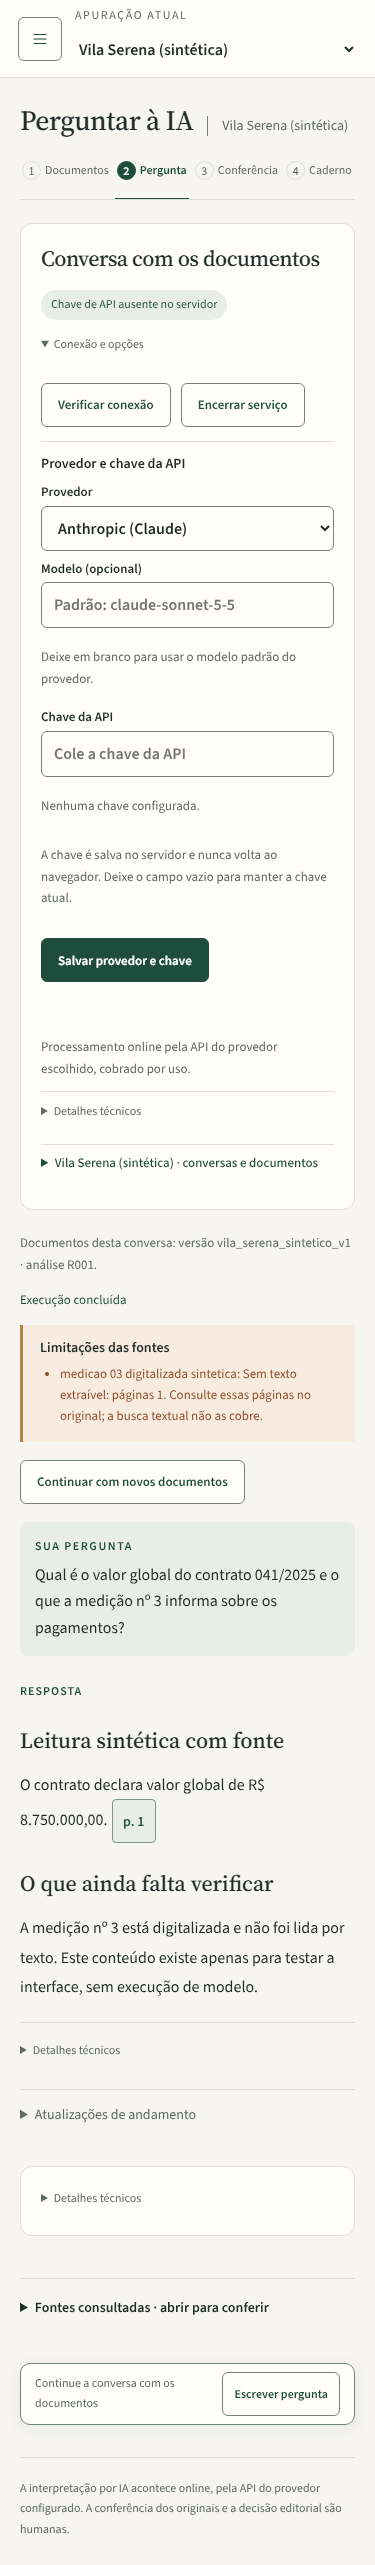 APURAÇÃO ATUAL
Vila Serena (sintética)
Perguntar à IA
Vila Serena (sintética)
1 Documentos 2 Pergunta 3 Conferência 4 Caderno
Conversa com os documentos
Chave de API ausente no servidor
▼ Conexão e opções
Verificar conexão Encerrar serviço
Provedor e chave da API
Provedor
Anthropic (Claude)
Modelo (opcional)
Padrão: claude-sonnet-5-5
Deixe em branco para usar o modelo padrão do
provedor.
Chave da API
Cole a chave da API
Nenhuma chave configurada.
A chave é salva no servidor e nunca volta ao
navegador. Deixe o campo vazio para manter a chave
atual.
Salvar provedor e chave
Processamento online pela API do provedor
escolhido, cobrado por uso.
▶ Detalhes técnicos
▶ Vila Serena (sintética) · conversas e documentos
Documentos desta conversa: versão vila_serena_sintetico_v1
· análise R001.
Execução concluída
Limitações das fontes
• medicao 03 digitalizada sintetica: Sem texto
extraível: páginas 1. Consulte essas páginas no
original; a busca textual não as cobre.
Continuar com novos documentos
SUA PERGUNTA
Qual é o valor global do contrato 041/2025 e o
que a medição nº 3 informa sobre os
pagamentos?
RESPOSTA
Leitura sintética com fonte
O contrato declara valor global de R$
8.750.000,00. p. 1
O que ainda falta verificar
A medição nº 3 está digitalizada e não foi lida por
texto. Este conteúdo existe apenas para testar a
interface, sem execução de modelo.
▶ Detalhes técnicos
▶ Atualizações de andamento
▶ Detalhes técnicos
▶ Fontes consultadas · abrir para conferir
Continue a conversa com os
documentos
Escrever pergunta
A interpretação por IA acontece online, pela API do provedor
configurado. A conferência dos originais e a decisão editorial são
humanas.